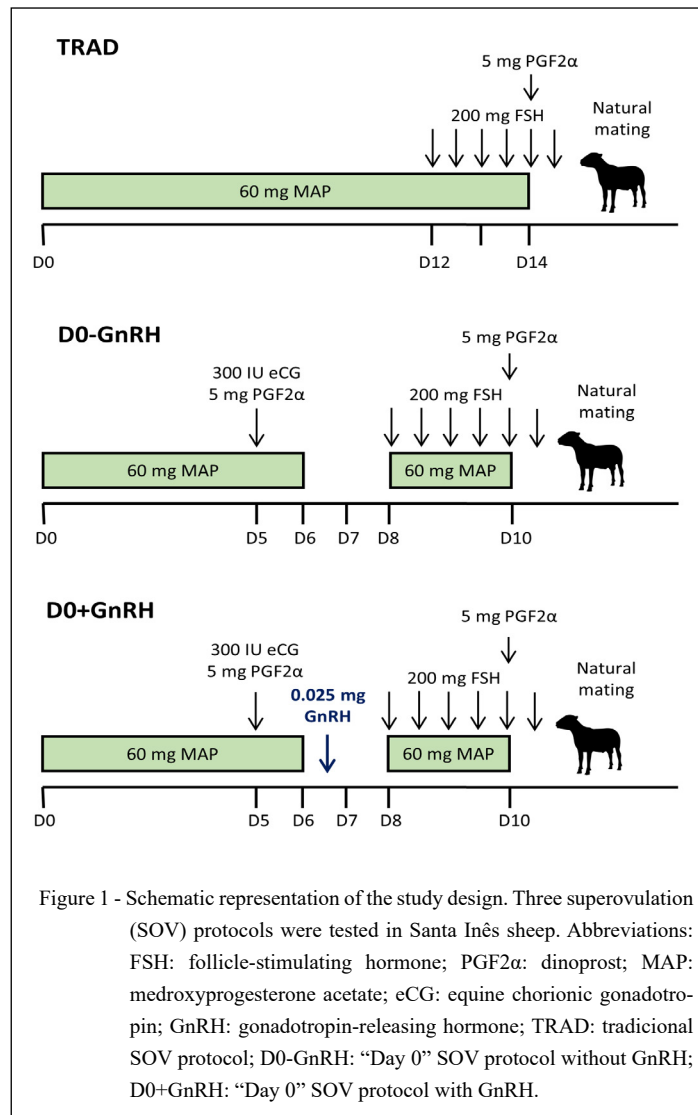 TRAD
5 mg PGF2α
200 mg FSH
Natural
mating
60 mg MAP
D0
D12
D14
D0-GnRH
5 mg PGF2α
300 IU eCG
5 mg PGF2α
200 mg FSH
Natural
mating
60 mg MAP
60 mg MAP
D0
D5
D6
D7
D8
D10
D0+GnRH
5 mg PGF2α
300 IU eCG
5 mg PGF2α
0.025 mg
GnRH
200 mg FSH
Natural
mating
60 mg MAP
60 mg MAP
D0
D5
D6
D7
D8
D10
Figure 1 - Schematic representation of the study design. Three superovulation
(SOV) protocols were tested in Santa Inês sheep. Abbreviations:
FSH: follicle-stimulating hormone; PGF2α: dinoprost; MAP:
medroxyprogesterone acetate; eCG: equine chorionic gonadotro-
pin; GnRH: gonadotropin-releasing hormone; TRAD: tradicional
SOV protocol; D0-GnRH: “Day 0” SOV protocol without GnRH;
D0+GnRH: “Day 0” SOV protocol with GnRH.